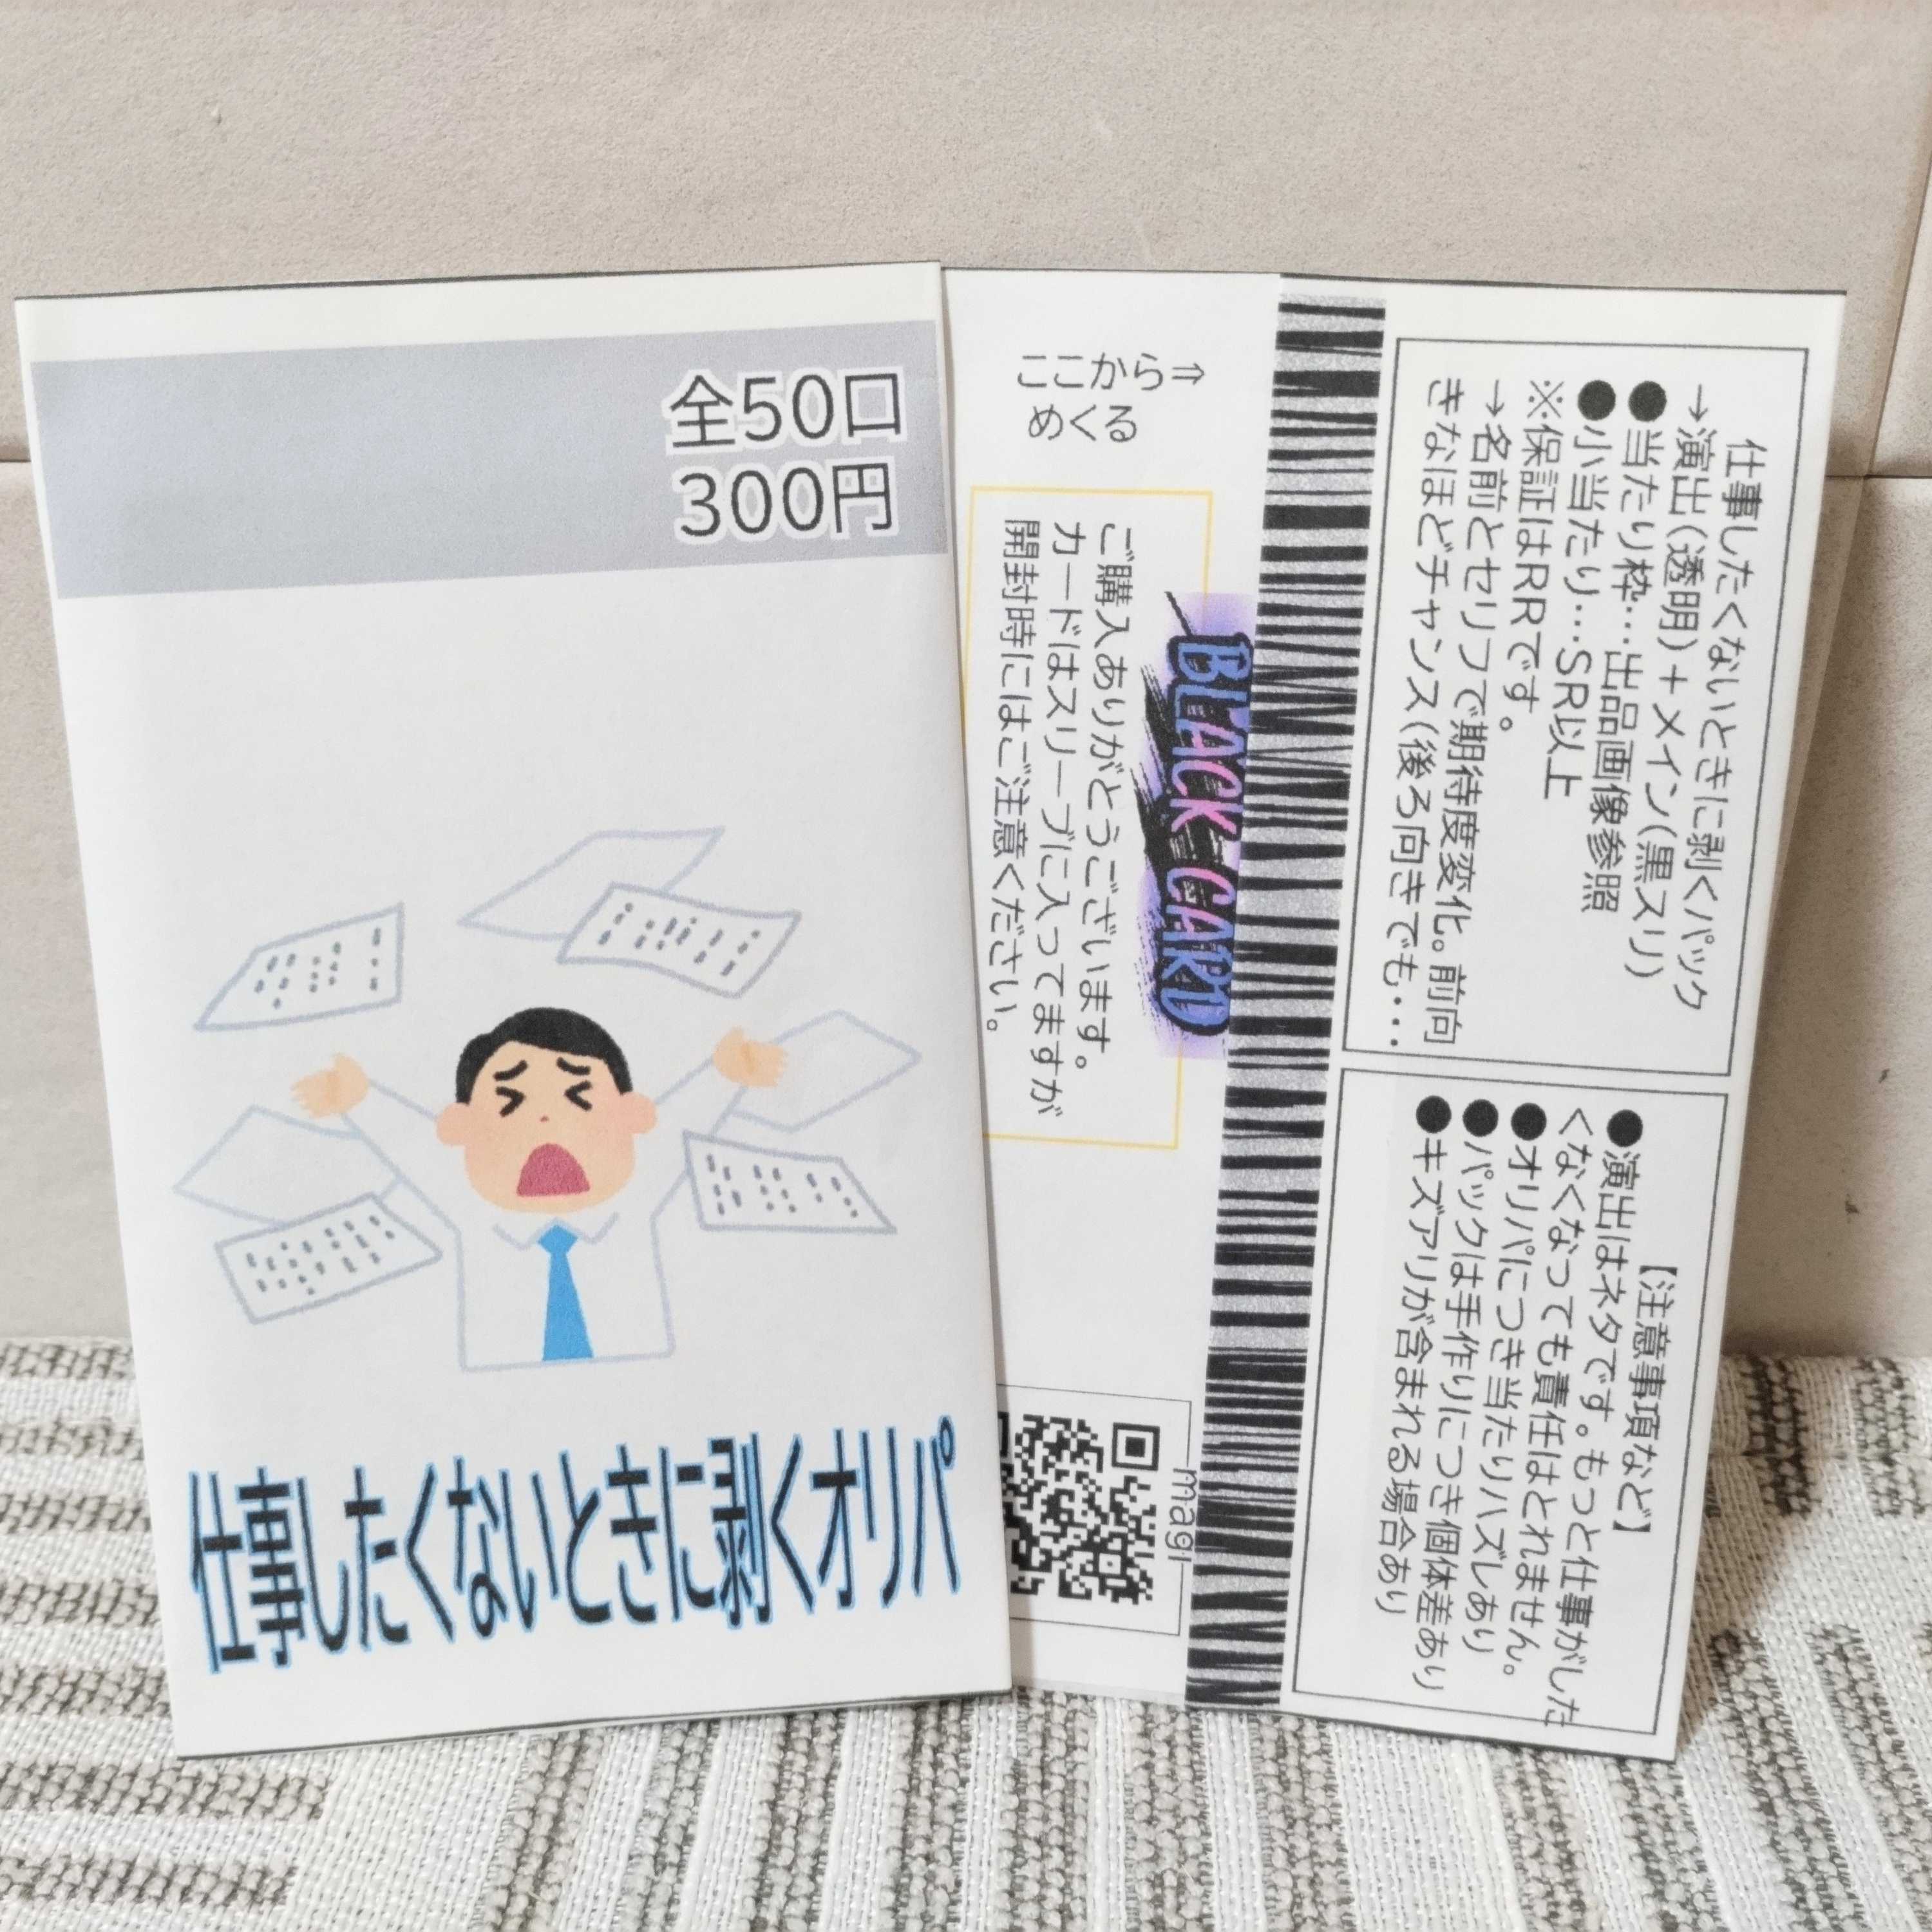 全50口
300円
仕事したくないときに剥くオリパ
ここから⇒
めくる
ご購入ありがとうございます。
カードはスリーブに入ってますが
開封時にはご注意ください。
BLACK CARD
magi
仕事したくないときに剥くパック
→演出(透明)+メイン(黒スリ)
●当たり枠…出品画像参照
●小当たり…SR以上
※保証はRRです。
→名前とセリフで期待度変化。前向
きなほどチャンス(後ろ向きでも・・・
【注意事項など】
●演出はネタです。もっと仕事がした
くなくなっても責任はとれません。
●オリパにつき当たりハズレあり
●パックは手作りにつき個体差あり
●キズアリが含まれる場合あり